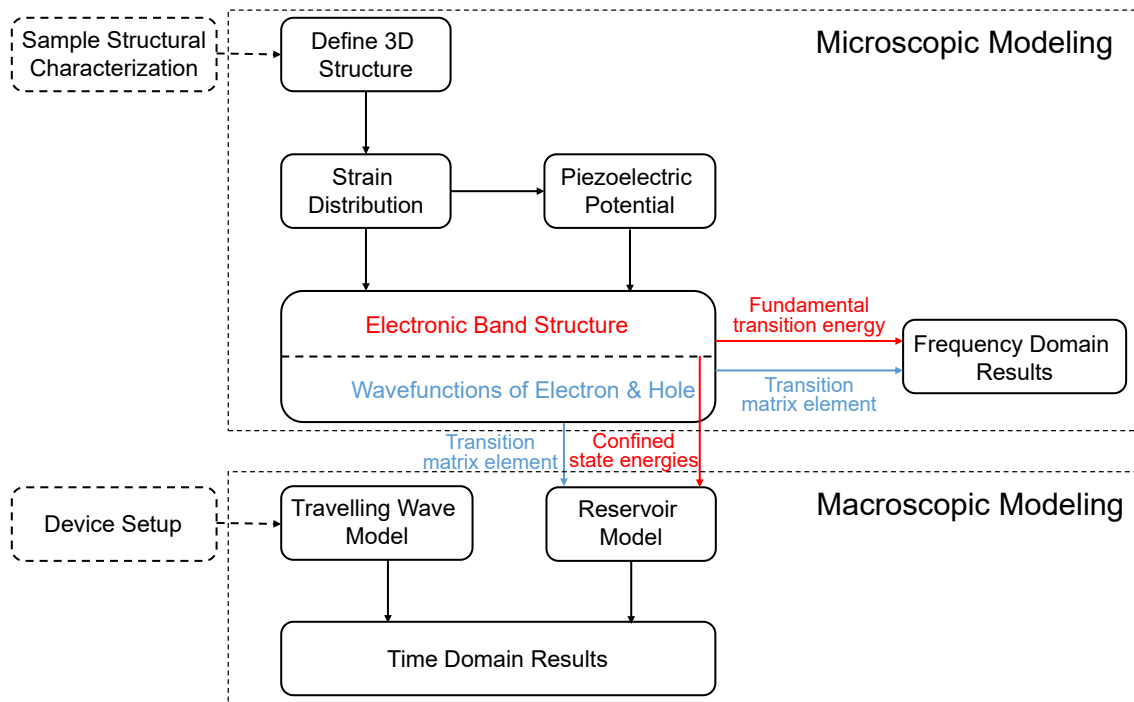 Sample Structural
Characterization
Define 3D
Structure
Microscopic Modeling
Strain
Distribution
Piezoelectric
Potential
Electronic Band Structure
Wavefunctions of Electron & Hole
Fundamental
transition energy
Transition
matrix element
Frequency Domain
Results
Transition
matrix element
Confined
state energies
Macroscopic Modeling
Device Setup
Travelling Wave
Model
Reservoir
Model
Time Domain Results